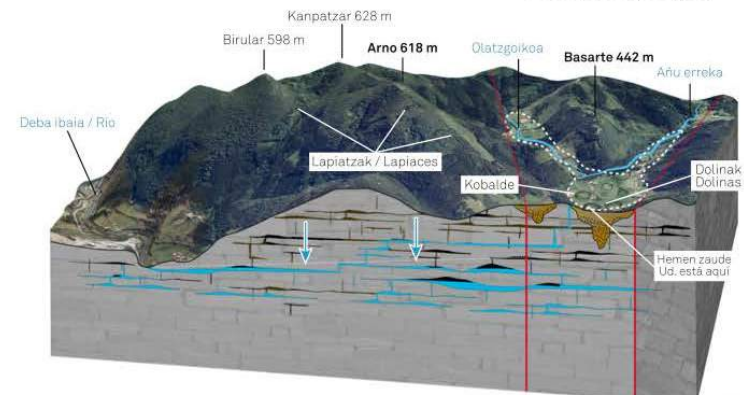 Kanpatzar 628 m
Birular 598 m
Arno 618 m
Olatzgoikoa
Basarte 442 m
Añu erreka
Deba ibaia / Rio
Lapiatzak / Lapiaces
Kobalde
Dolinak
Dolinas
Hemen zaude
Ud. está aquí